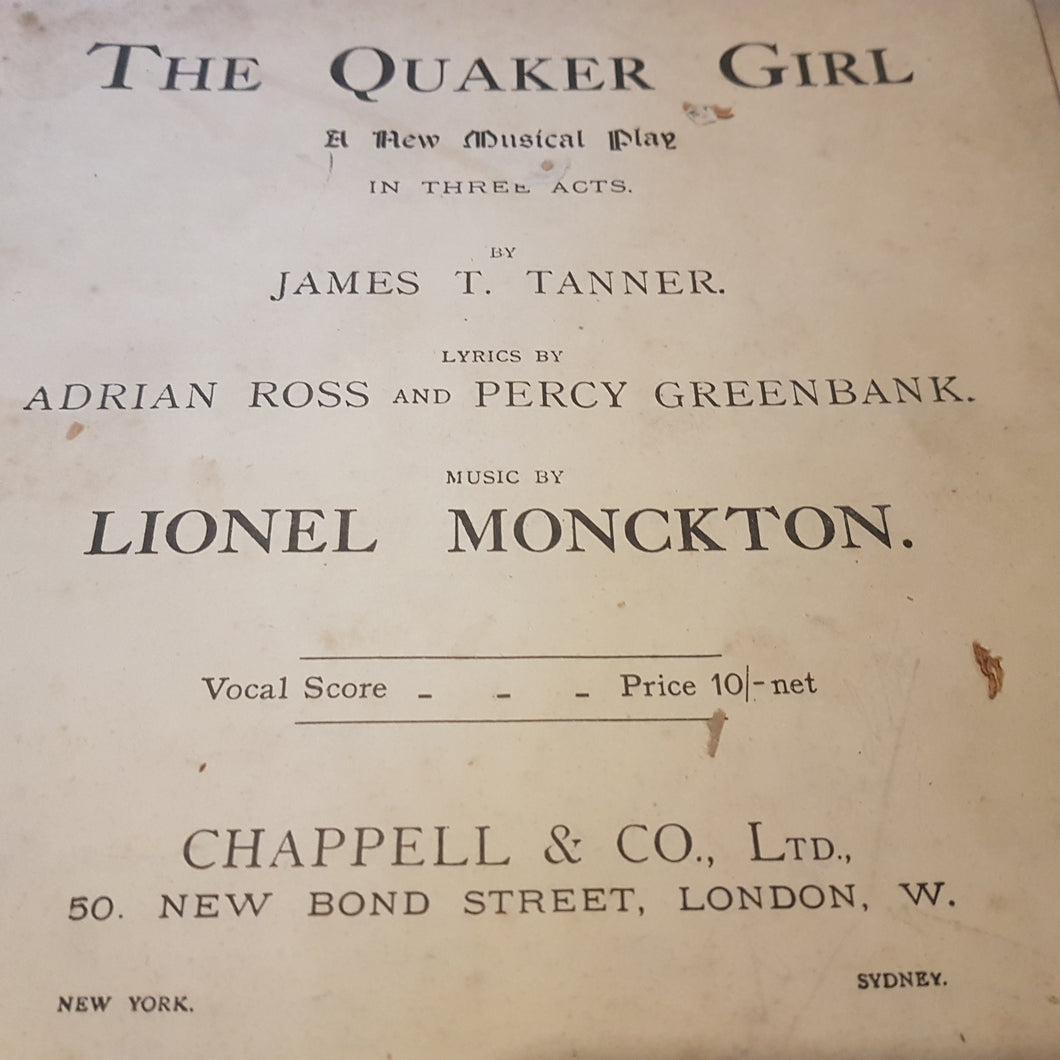 THE QUAKER GIRL
A New Musical Play
IN THREE ACTS.
BY
JAMES T. TANNER.
LYRICS BY
ADRIAN ROSS AND PERCY GREENBANK.
MUSIC BY
LIONEL MONCKTON.
Vocal Score - - - Price 10/- net
CHAPPELL & CO., LTD.,
50. NEW BOND STREET, LONDON, W.
NEW YORK. SYDNEY.